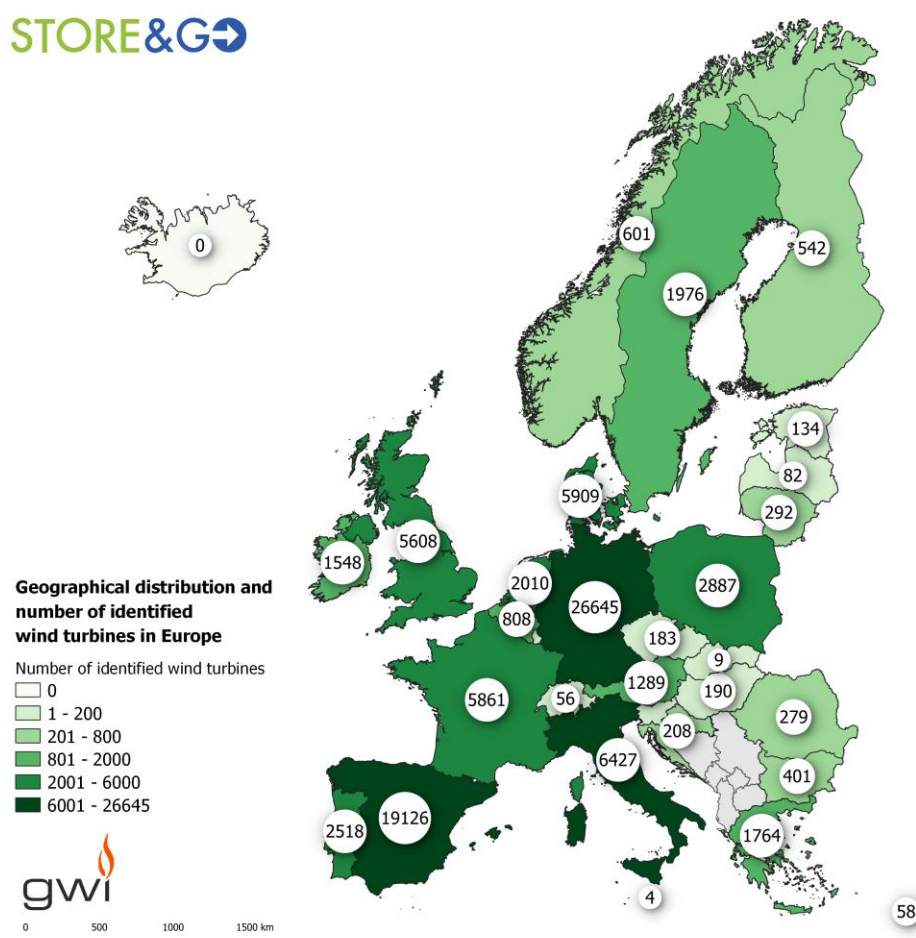 STORE&GO
0
601
542
1976
134
82
292
5909
5608
1548
2010
26645
2887
808
183
9
1289
190
5861
56
279
208
6427
401
2518
19126
1764
4
58
Geographical distribution and
number of identified
wind turbines in Europe
Number of identified wind turbines
0
1 - 200
201 - 800
801 - 2000
2001 - 6000
6001 - 26645
gwi
0 500 1000 1500 km